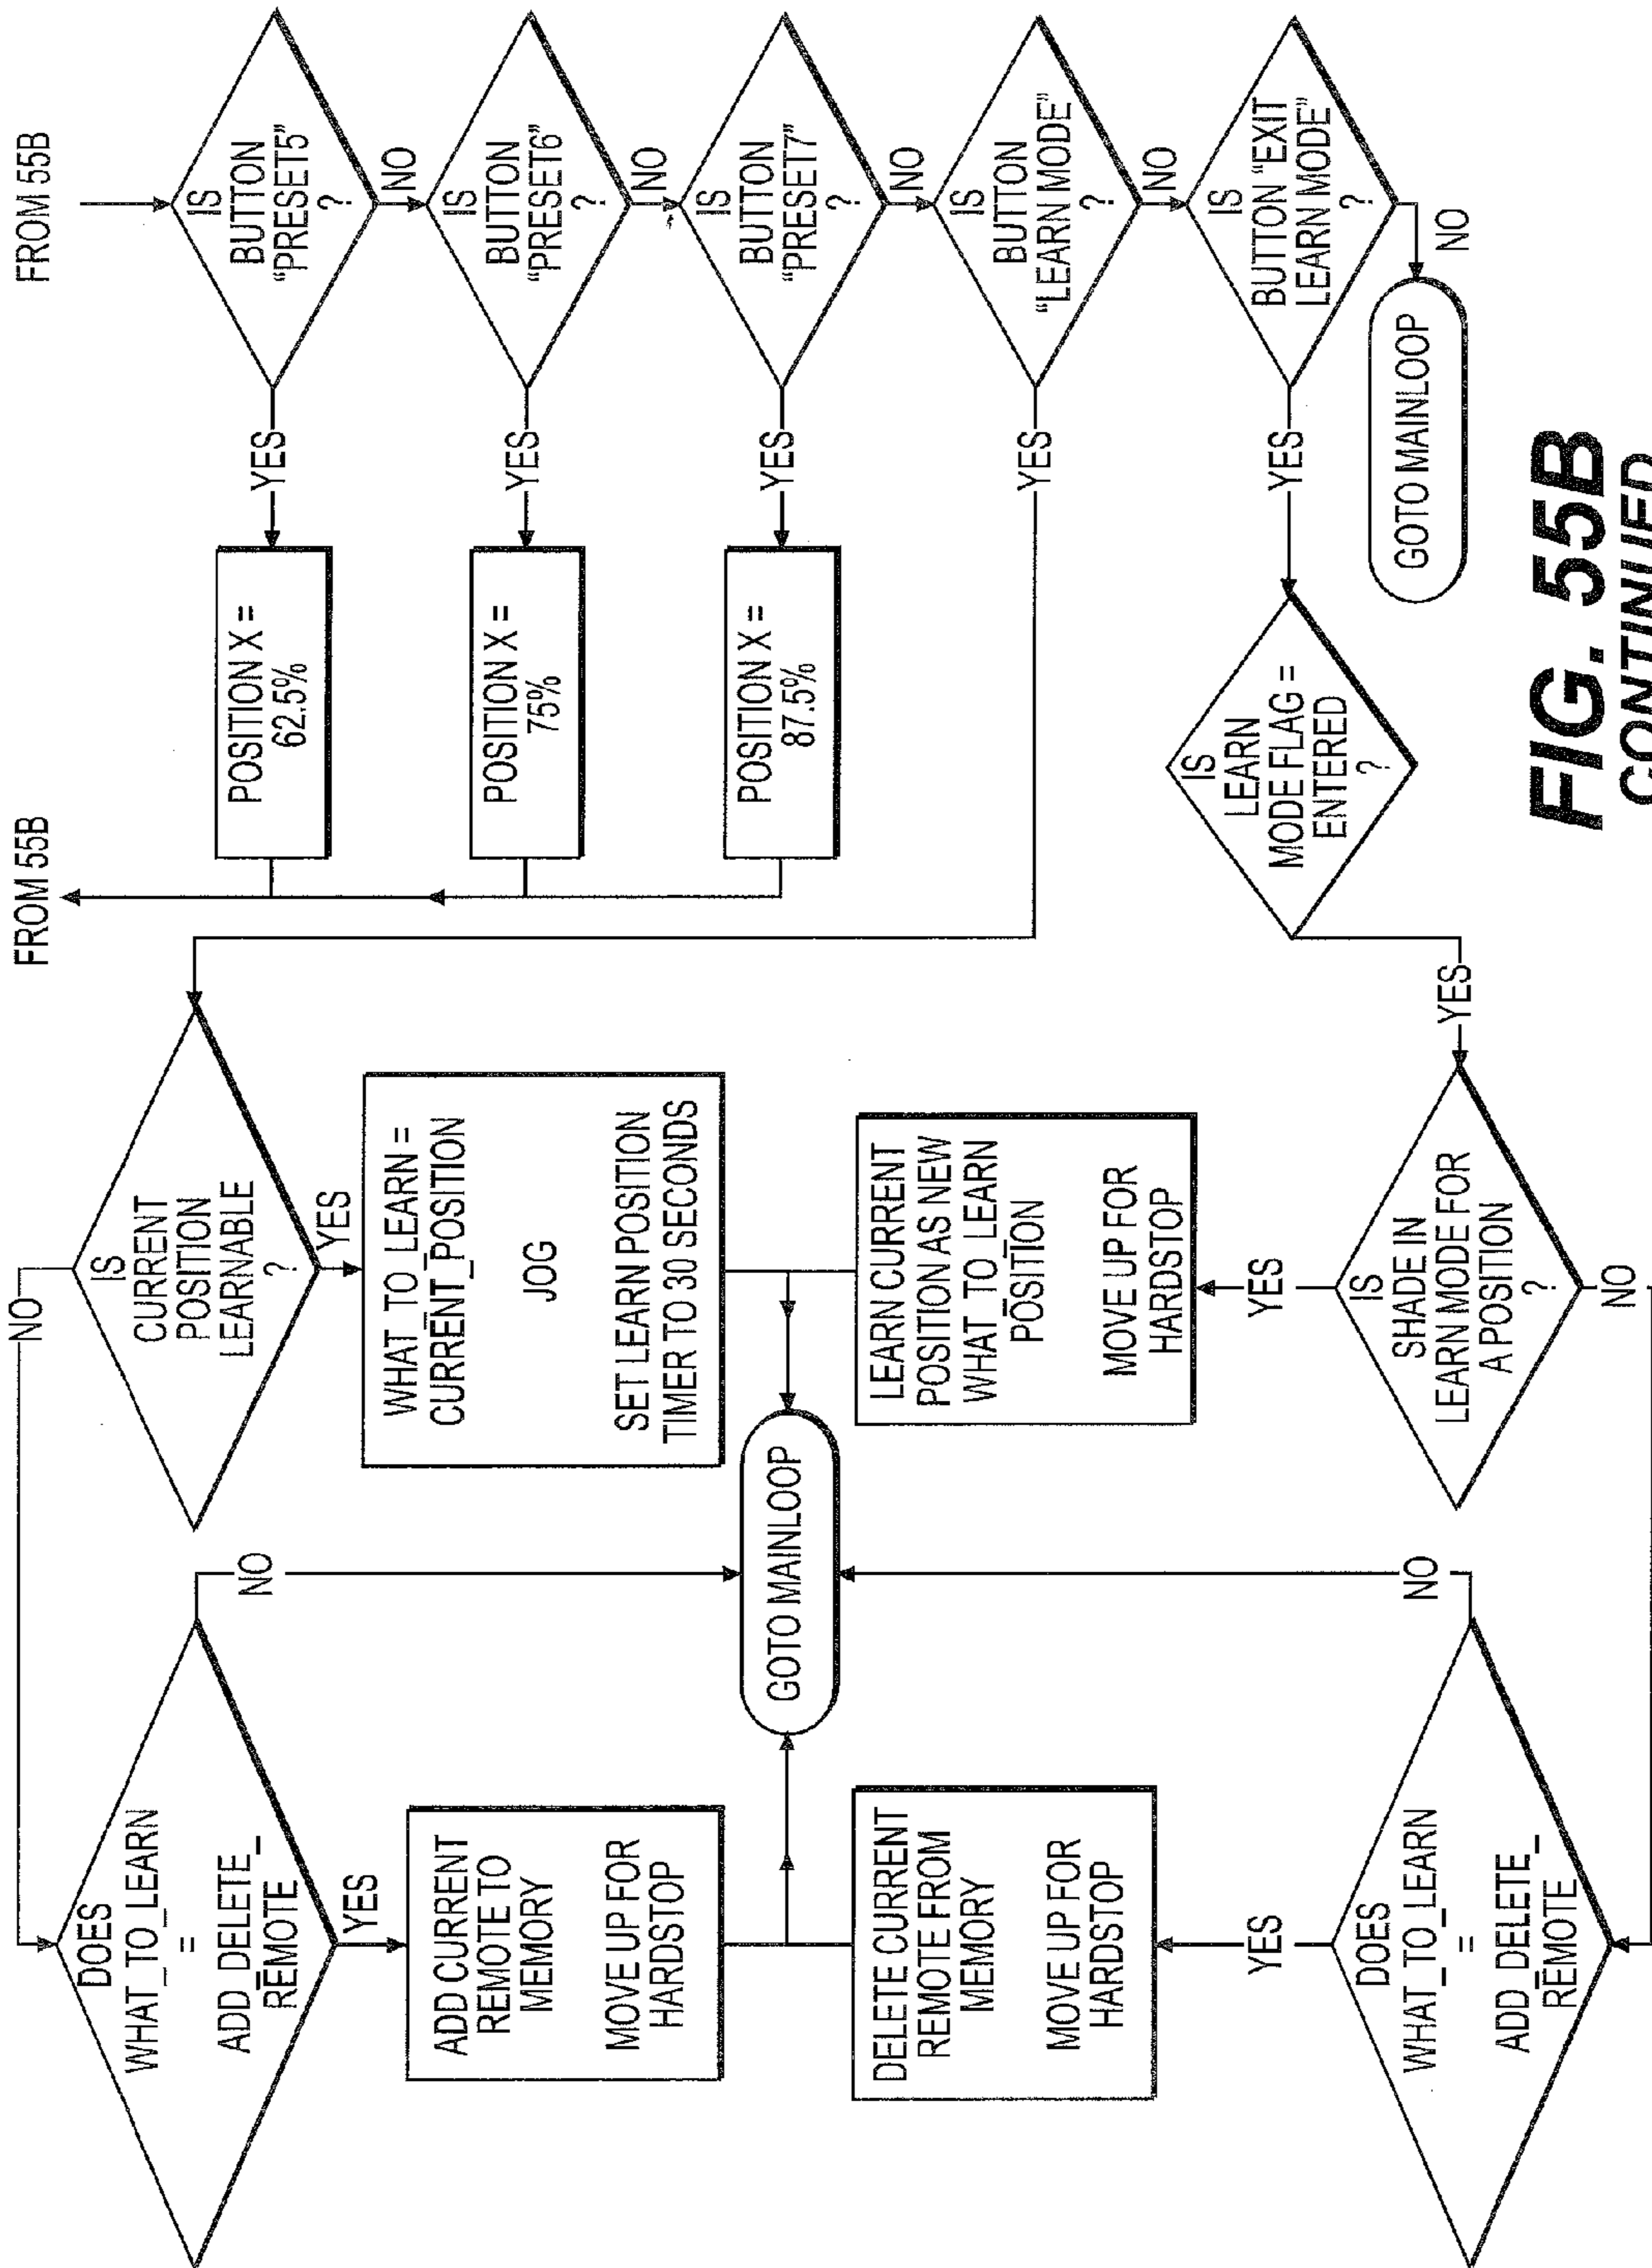 FROM 55B
IS
BUTTON
“PRESET5”
?
YES
NO
POSITION X =
62.5%
FROM 55B
IS
BUTTON
“PRESET6”
?
YES
NO
POSITION X =
75%
IS
BUTTON
“PRESET7”
?
YES
NO
POSITION X =
87.5%
IS
BUTTON
“LEARN MODE”
?
YES
NO
IS
BUTTON “EXIT
LEARN MODE”
?
YES
NO
GOTO MAINLOOP
IS
LEARN
MODE FLAG =
ENTERED
?
YES
IS
CURRENT
POSITION
LEARNABLE
?
NO
YES
WHAT_TO_LEARN =
CURRENT_POSITION
JOG
SET LEARN POSITION
TIMER TO 30 SECONDS
LEARN CURRENT
POSITION AS NEW
WHAT_TO_LEARN_
POSITION
MOVE UP FOR
HARDSTOP
YES
IS
SHADE IN
LEARN MODE FOR
A POSITION
?
NO
DOES
WHAT_TO_LEARN
=
ADD_DELETE_
REMOTE
NO
YES
ADD CURRENT
REMOTE TO
MEMORY
MOVE UP FOR
HARDSTOP
GOTO MAINLOOP
DELETE CURRENT
REMOTE FROM
MEMORY
MOVE UP FOR
HARDSTOP
YES
NO
DOES
WHAT_TO_LEARN
=
ADD_DELETE_
REMOTE
FIG. 55B
CONTINUED